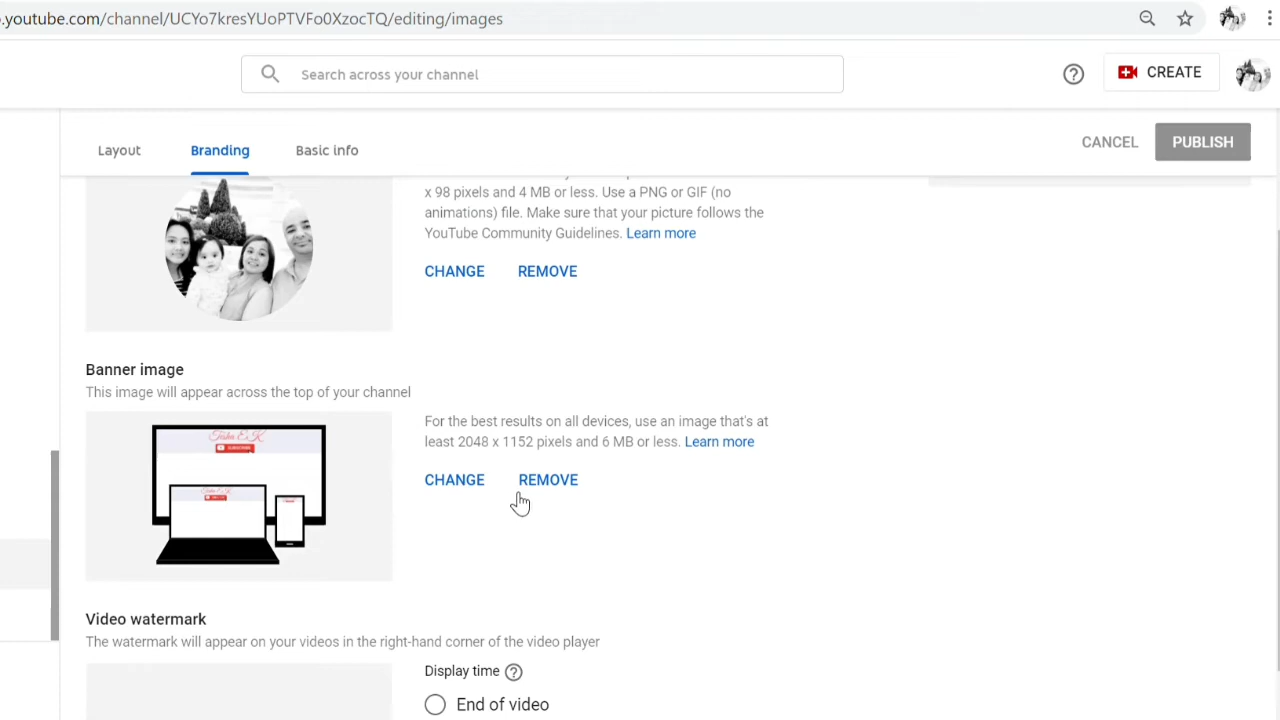 .youtube.com/channel/UCYo7kresYUoPTVFo0XzocTQ/editing/images
Search across your channel
CREATE
Layout
Branding
Basic info
CANCEL
PUBLISH
x 98 pixels and 4 MB or less. Use a PNG or GIF (no
animations) file. Make sure that your picture follows the
YouTube Community Guidelines. Learn more
CHANGE
REMOVE
Banner image
This image will appear across the top of your channel
For the best results on all devices, use an image that's at
least 2048 x 1152 pixels and 6 MB or less. Learn more
CHANGE
REMOVE
Video watermark
The watermark will appear on your videos in the right-hand corner of the video player
Display time
End of video